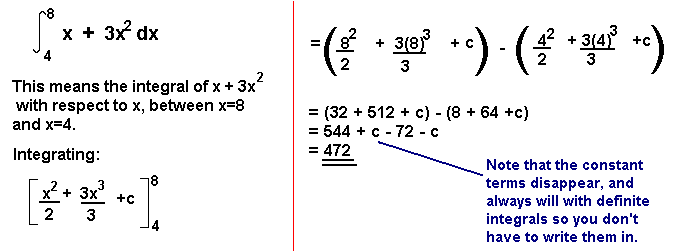 ∫₄⁸ x + 3x² dx
This means the integral of x + 3x²
with respect to x, between x=8
and x=4.
Integrating:
[x²/2 + 3x³/3 +c]₄⁸
=(8²/2 + 3(8)³/3 + c) - (4²/2 + 3(4)³/3 +c)
= (32 + 512 + c) - (8 + 64 +c)
= 544 + c - 72 - c
= 472
Note that the constant
terms disappear, and
always will with definite
integrals so you don't
have to write them in.